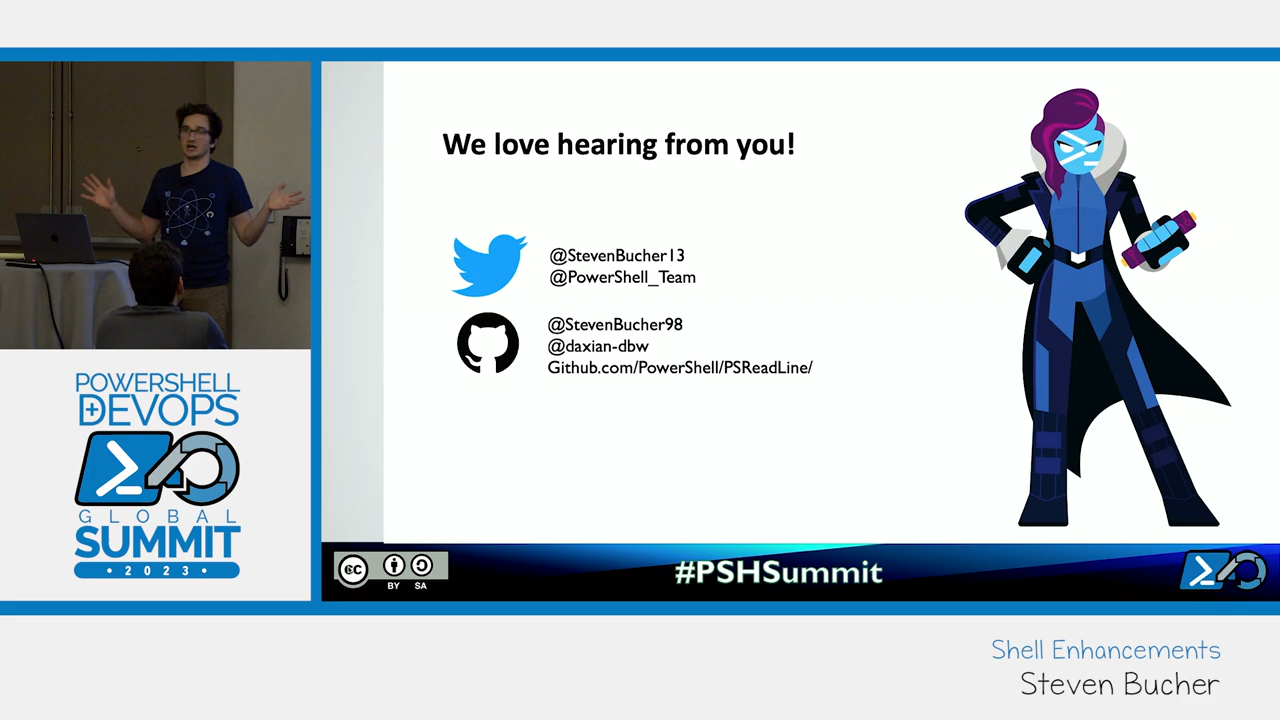 We love hearing from you!
@StevenBucher13
@PowerShell_Team
@StevenBucher98
@daxian-dbw
Github.com/PowerShell/PSReadLine/
POWERSHELL
+DEVOPS
GLOBAL
SUMMIT
• 2023 •
cc
BY SA
#PSHSummit
Shell Enhancements
Steven Bucher